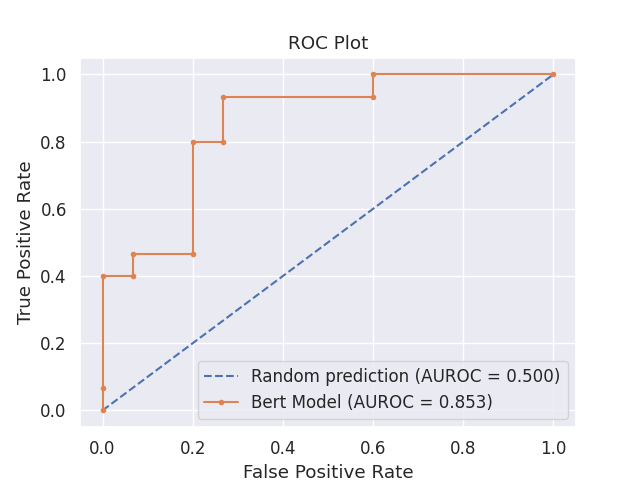 ROC Plot
1.0
0.8
0.6
0.4
0.2
0.0
True Positive Rate
Random prediction (AUROC = 0.500)
Bert Model (AUROC = 0.853)
0.0 0.2 0.4 0.6 0.8 1.0
False Positive Rate